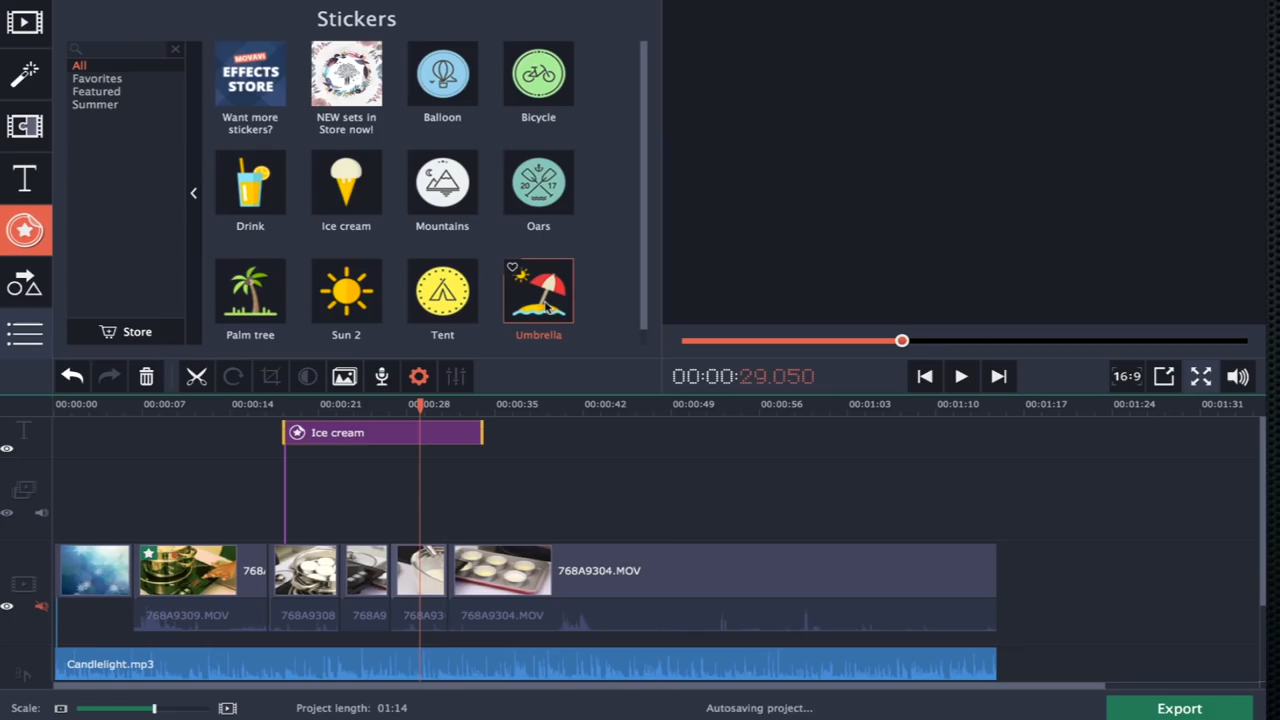 Stickers
All
Favorites
Featured
Summer
Store
MOVAVI
EFFECTS
STORE
Want more
stickers?
NEW sets in
Store now!
Balloon
Bicycle
Drink
Ice cream
Mountains
20 17
Oars
Palm tree
Sun 2
Tent
Umbrella
00:00:29.050
16:9
00:00:00
00:00:07
00:00:14
00:00:21
00:00:28
00:00:35
00:00:42
00:00:49
00:00:56
00:01:03
00:01:10
00:01:17
00:01:24
00:01:31
T
Ice cream
768A
768A9304.MOV
768A9309.MOV
768A9308
768A9
768A93
768A9304.MOV
Candlelight.mp3
Scale:
Project length: 01:14
Autosaving project...
Export